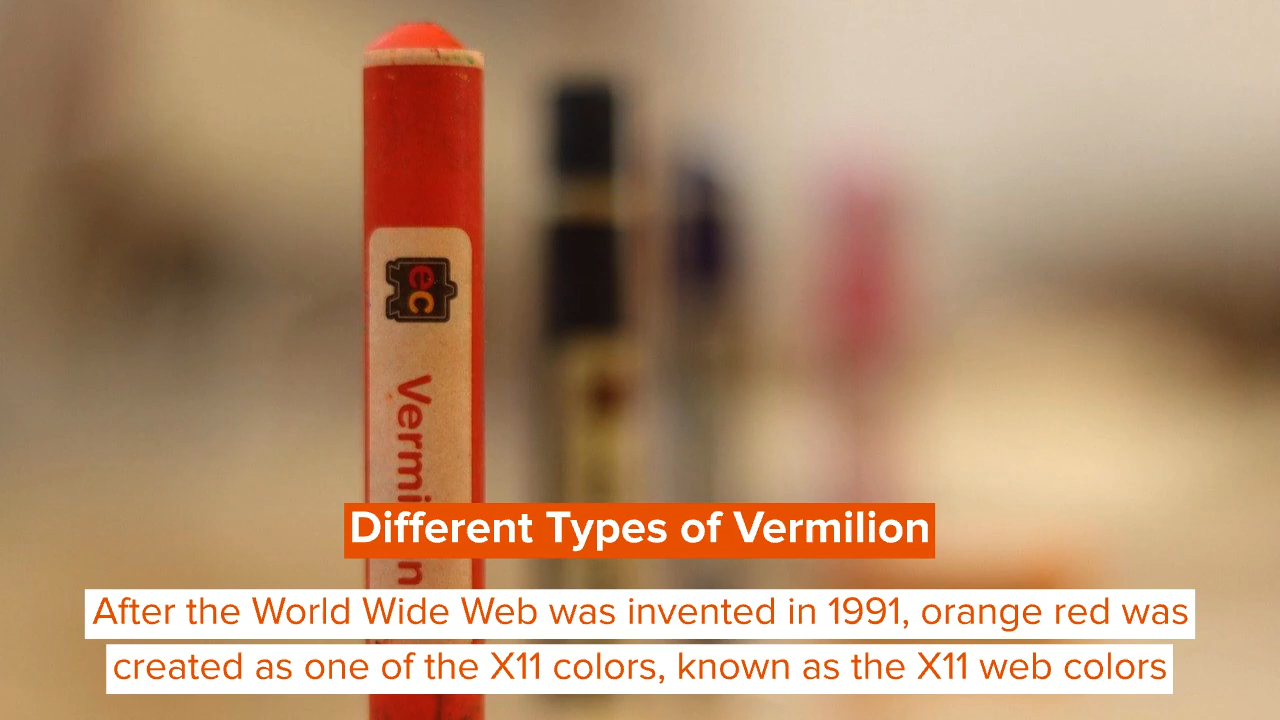 ec
Different Types of Vermilion
After the World Wide Web was invented in 1991, orange red was
created as one of the X11 colors, known as the X11 web colors